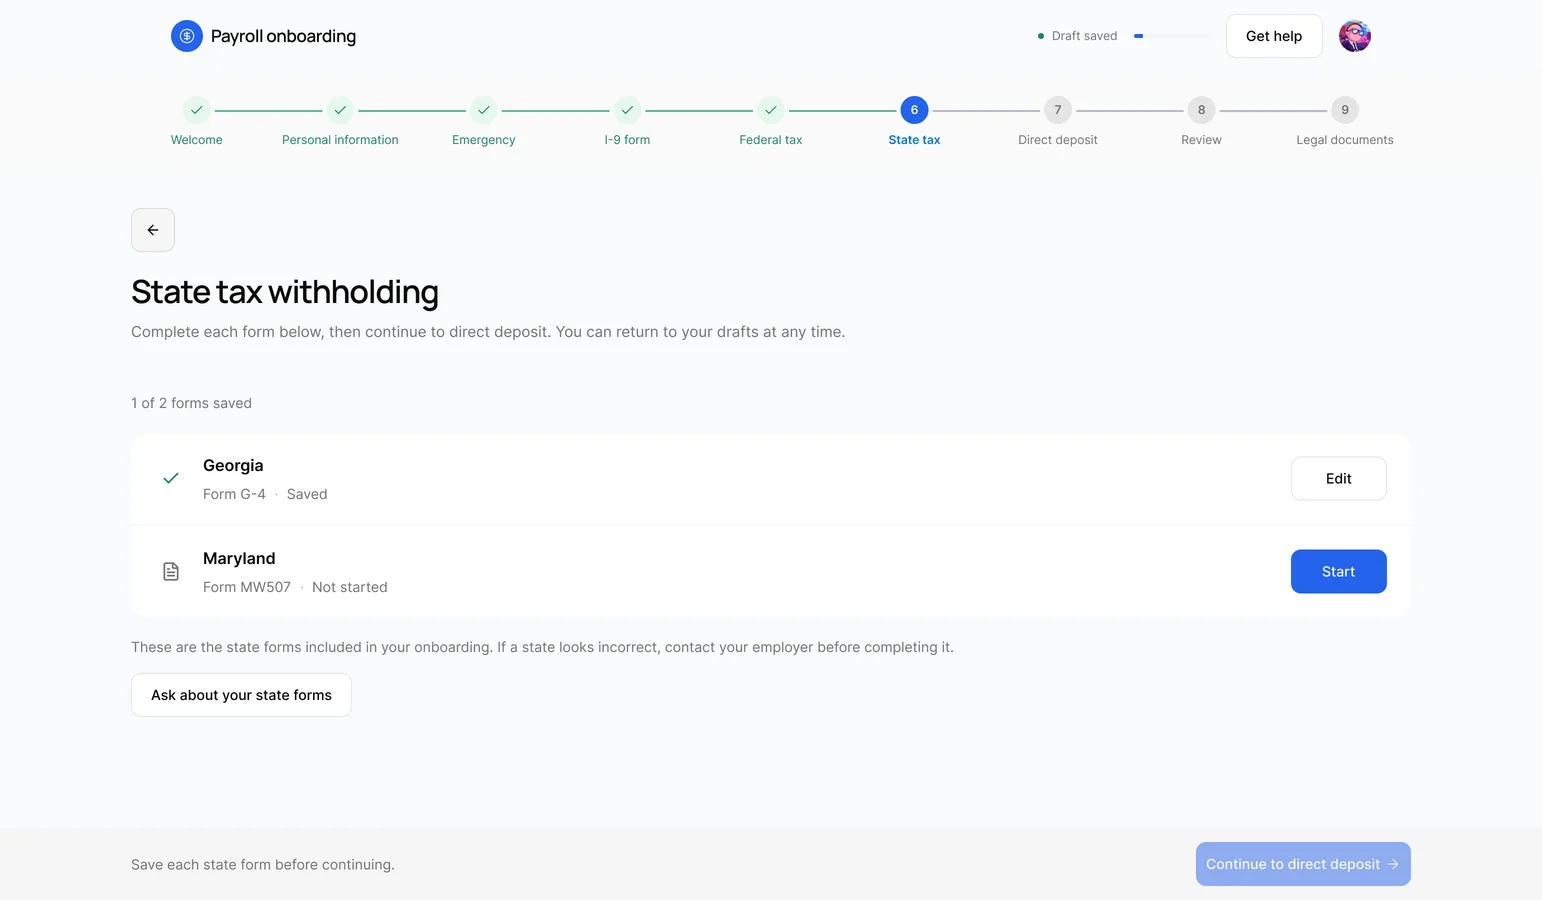 Payroll onboarding
Draft saved
Get help
Welcome
Personal information
Emergency
I-9 form
Federal tax
6
State tax
7
Direct deposit
8
Review
9
Legal documents
State tax withholding
Complete each form below, then continue to direct deposit. You can return to your drafts at any time.
1 of 2 forms saved
Georgia
Form G-4 · Saved
Edit
Maryland
Form MW507 · Not started
Start
These are the state forms included in your onboarding. If a state looks incorrect, contact your employer before completing it.
Ask about your state forms
Save each state form before continuing.
Continue to direct deposit →